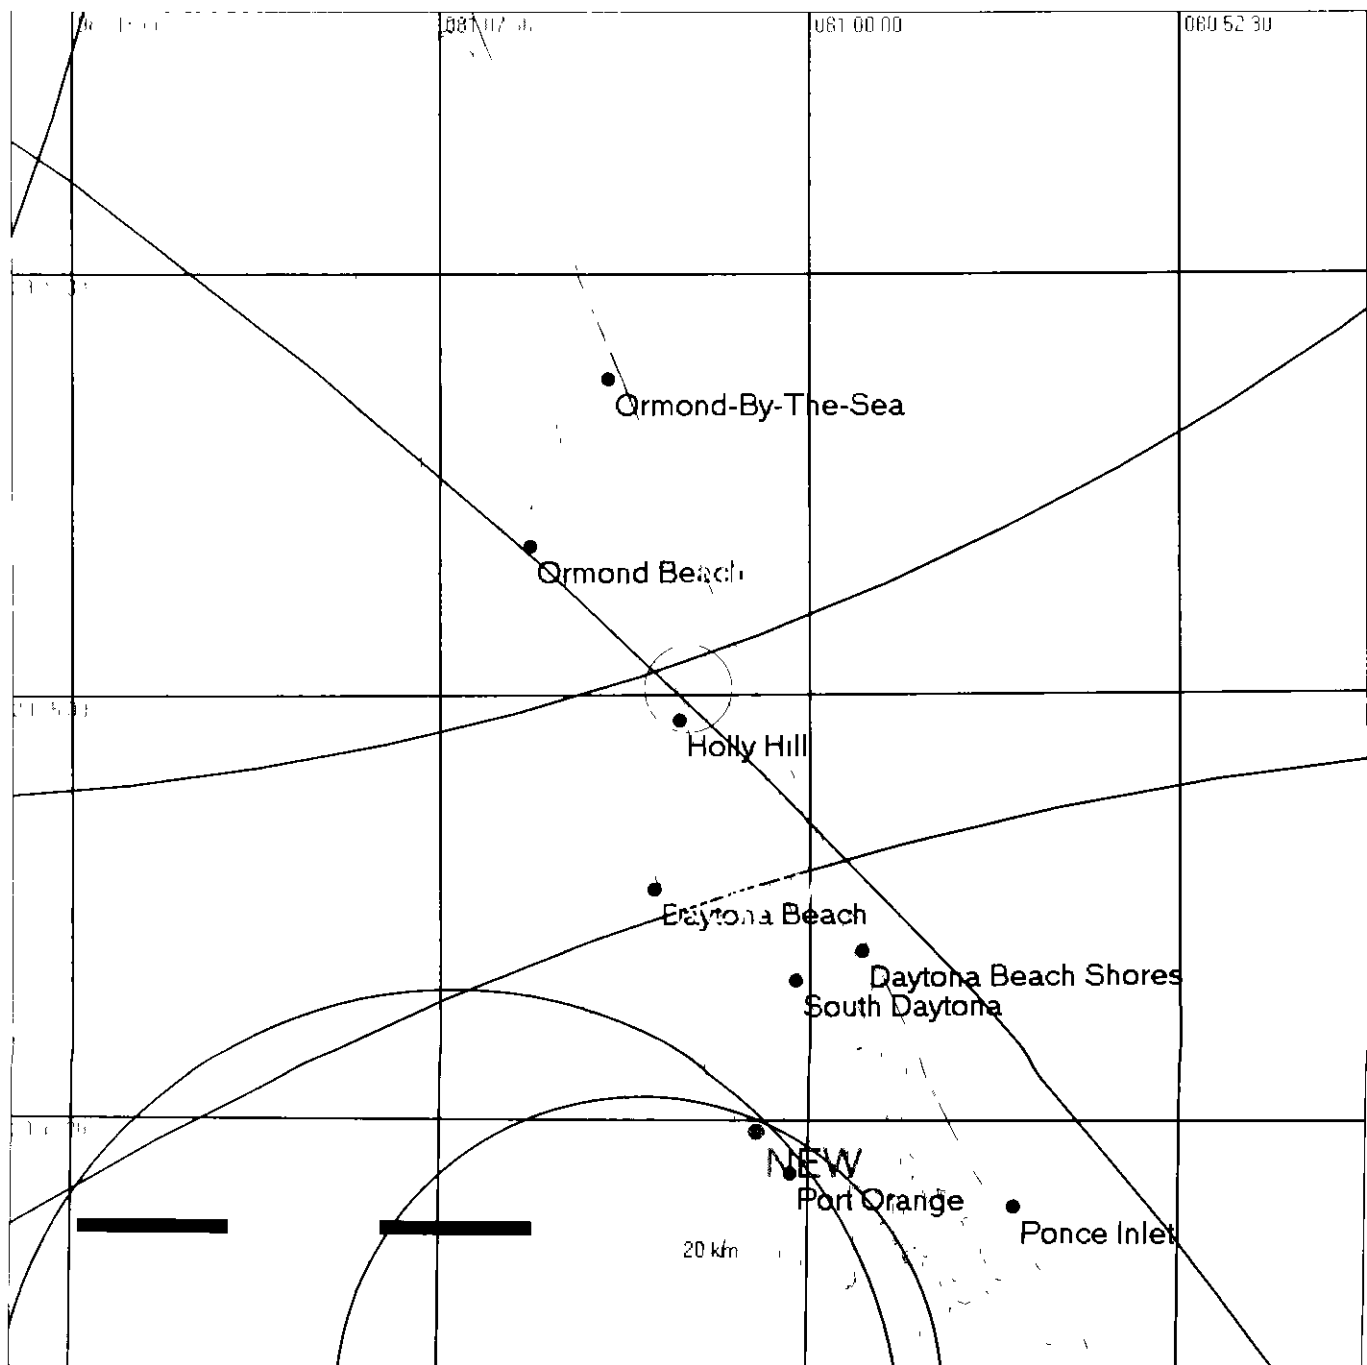 081 00 00
080 52 30
Ormond-By-The-Sea
Ormond Beach
Holly Hill
Daytona Beach
Daytona Beach Shores
South Daytona
NEW
Port Orange
Ponce Inlet
20 km